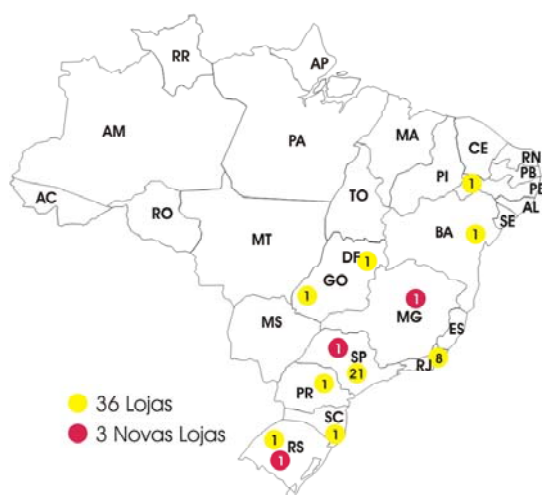 RR
AP
AM
PA
MA
CE
RN
PB
PE
PI
1
AL
AC
TO
SE
RO
BA
1
MT
DF
1
GO
1
1
MG
ES
MS
1
SP
8
RJ
21
PR
1
36 Lojas
SC
1
1
RS
3 Novas Lojas
1